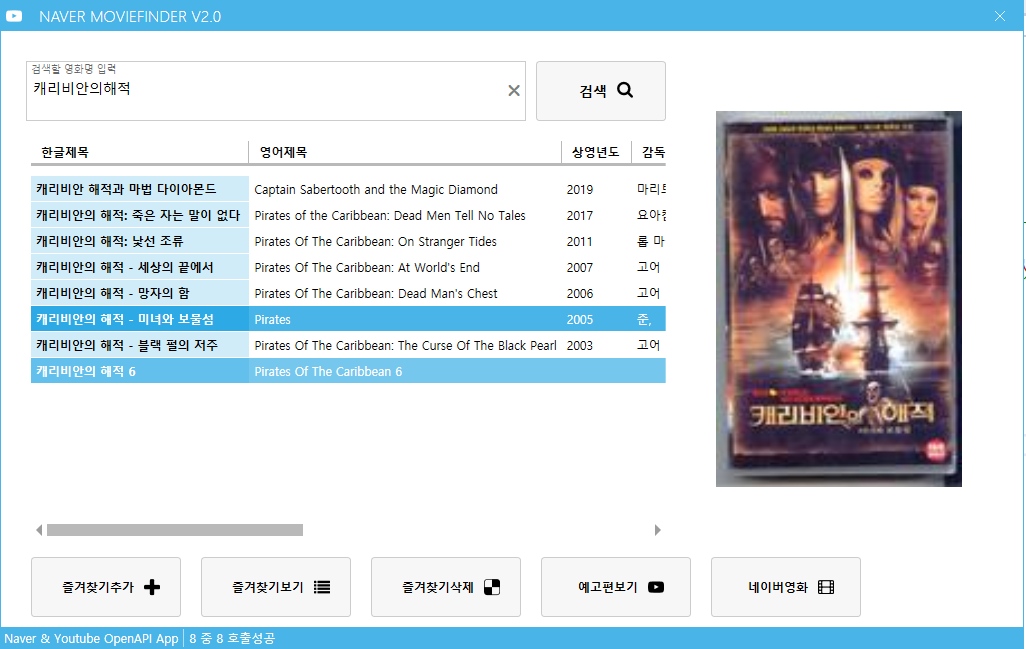 NAVER MOVIEFINDER V2.0
검색할 영화명 입력
캐리비안의해적
검색
한글제목 영어제목 상영년도 감독
캐리비안 해적과 마법 다이아몬드 Captain Sabertooth and the Magic Diamond 2019 마리트
캐리비안의 해적: 죽은 자는 말이 없다 Pirates of the Caribbean: Dead Men Tell No Tales 2017
캐리비안의 해적: 낯선 조류 Pirates Of The Caribbean: On Stranger Tides 2011 롭 마
캐리비안의 해적 - 세상의 끝에서 Pirates Of The Caribbean: At World's End 2007 고어
캐리비안의 해적 - 망자의 함 Pirates Of The Caribbean: Dead Man's Chest 2006 고어
캐리비안의 해적 - 미녀와 보물섬 Pirates 2005 준,
캐리비안의 해적 - 블랙 펄의 저주 Pirates Of The Caribbean: The Curse Of The Black Pearl 2003 고어
캐리비안의 해적 6 Pirates Of The Caribbean 6
캐리비안의 해적
즐겨찾기추가 즐겨찾기보기 즐겨찾기삭제 예고편보기 네이버영화
Naver & Youtube OpenAPI App 8 중 8 호출성공